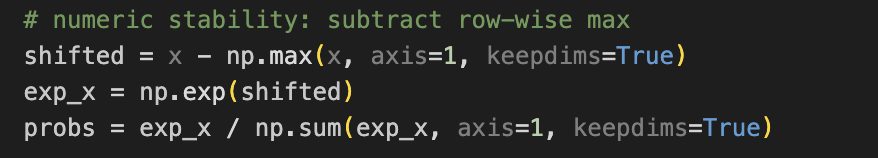 # numeric stability: subtract row-wise max
shifted = x - np.max(x, axis=1, keepdims=True)
exp_x = np.exp(shifted)
probs = exp_x / np.sum(exp_x, axis=1, keepdims=True)